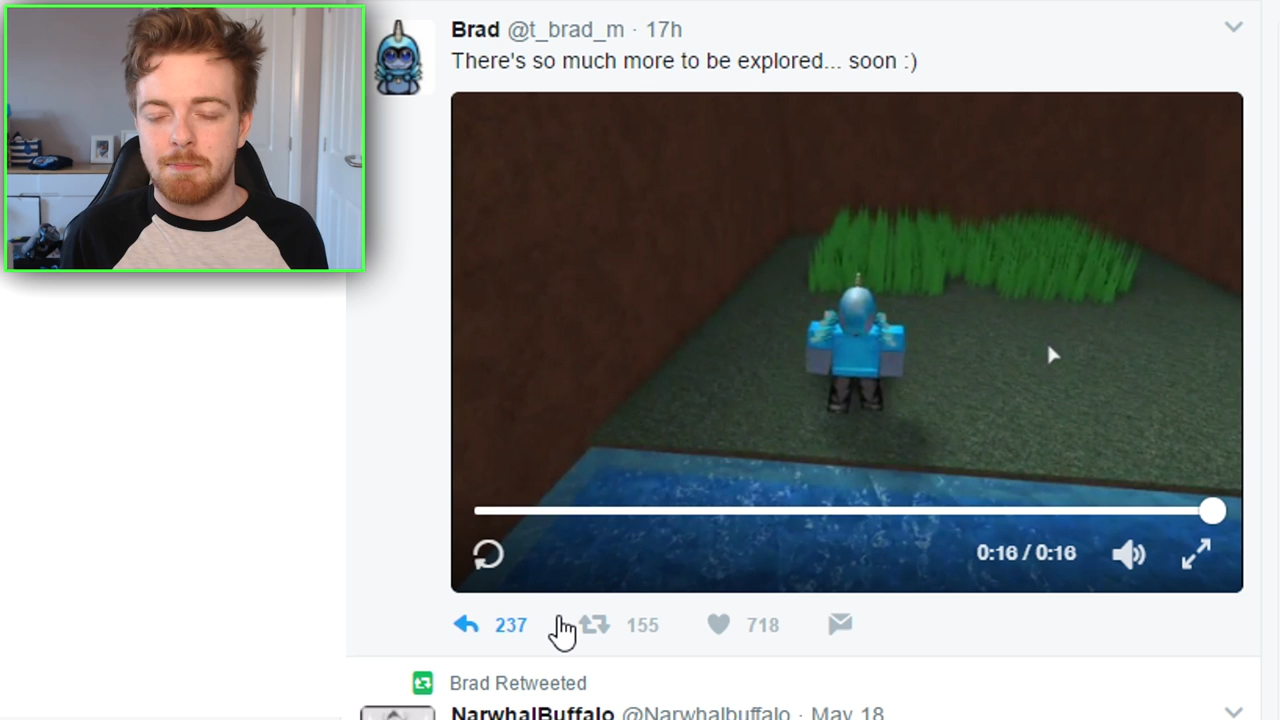 Brad @t_brad_m · 17h
There's so much more to be explored... soon :)
0:16 / 0:16
237 155 718
Brad Retweeted
NarwhalBuffalo @Narwhalbuffalo · May 18